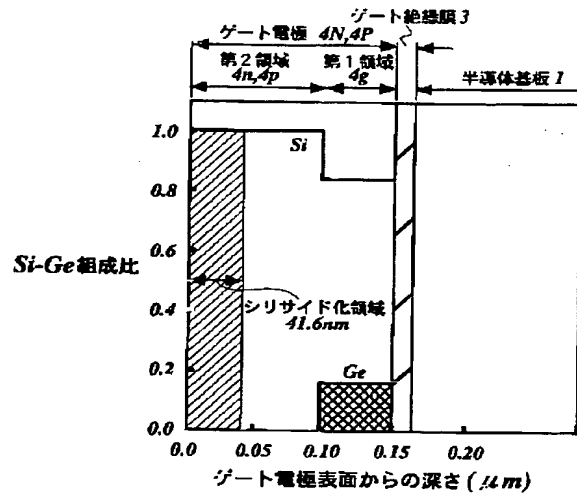 ゲート絶縁膜 3
ゲート電極 4N,4P
第2領域 第1領域
4n,4p 4g 半導体基板 1
1.0
Si
0.8
0.6
Si-Ge組成比
シリサイド化領域
0.4
41.6nm
0.2
Ge
0.0
0.0 0.05 0.10 0.15 0.20
ゲート電極表面からの深さ (μm)